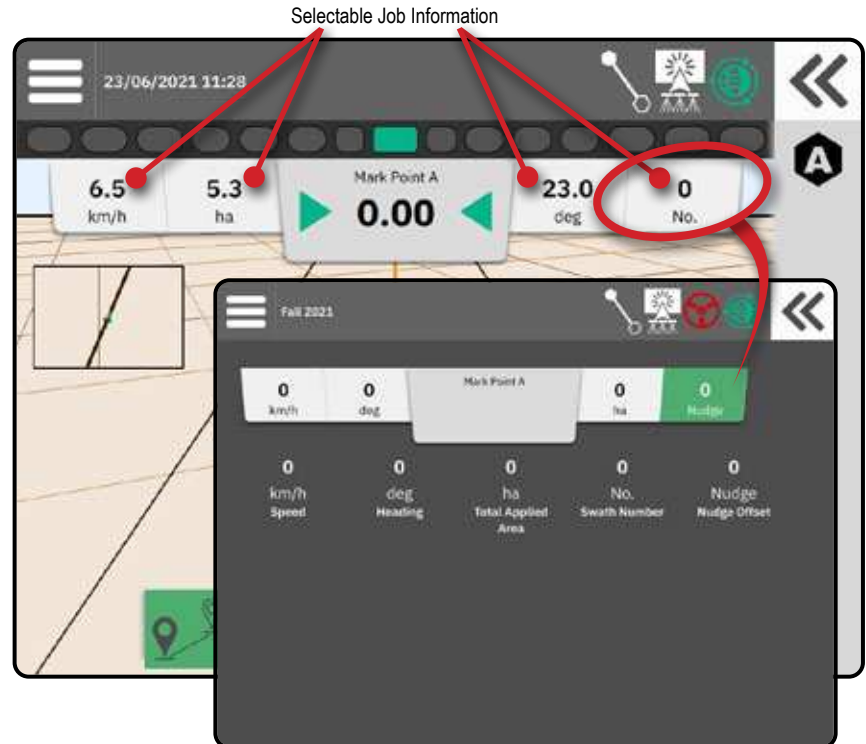 Selectable Job Information
23/06/2021 11:28
A
Mark Point A
6.5 5.3 0.00 23.0 0
km/h ha deg No.
Fall 2021
Mark Point A
0 0 0 0
km/h deg ha Nudge
0 0 0 0 0
km/h deg ha No. Nudge
Speed Heading Total Applied Swath Number Nudge Offset
Area